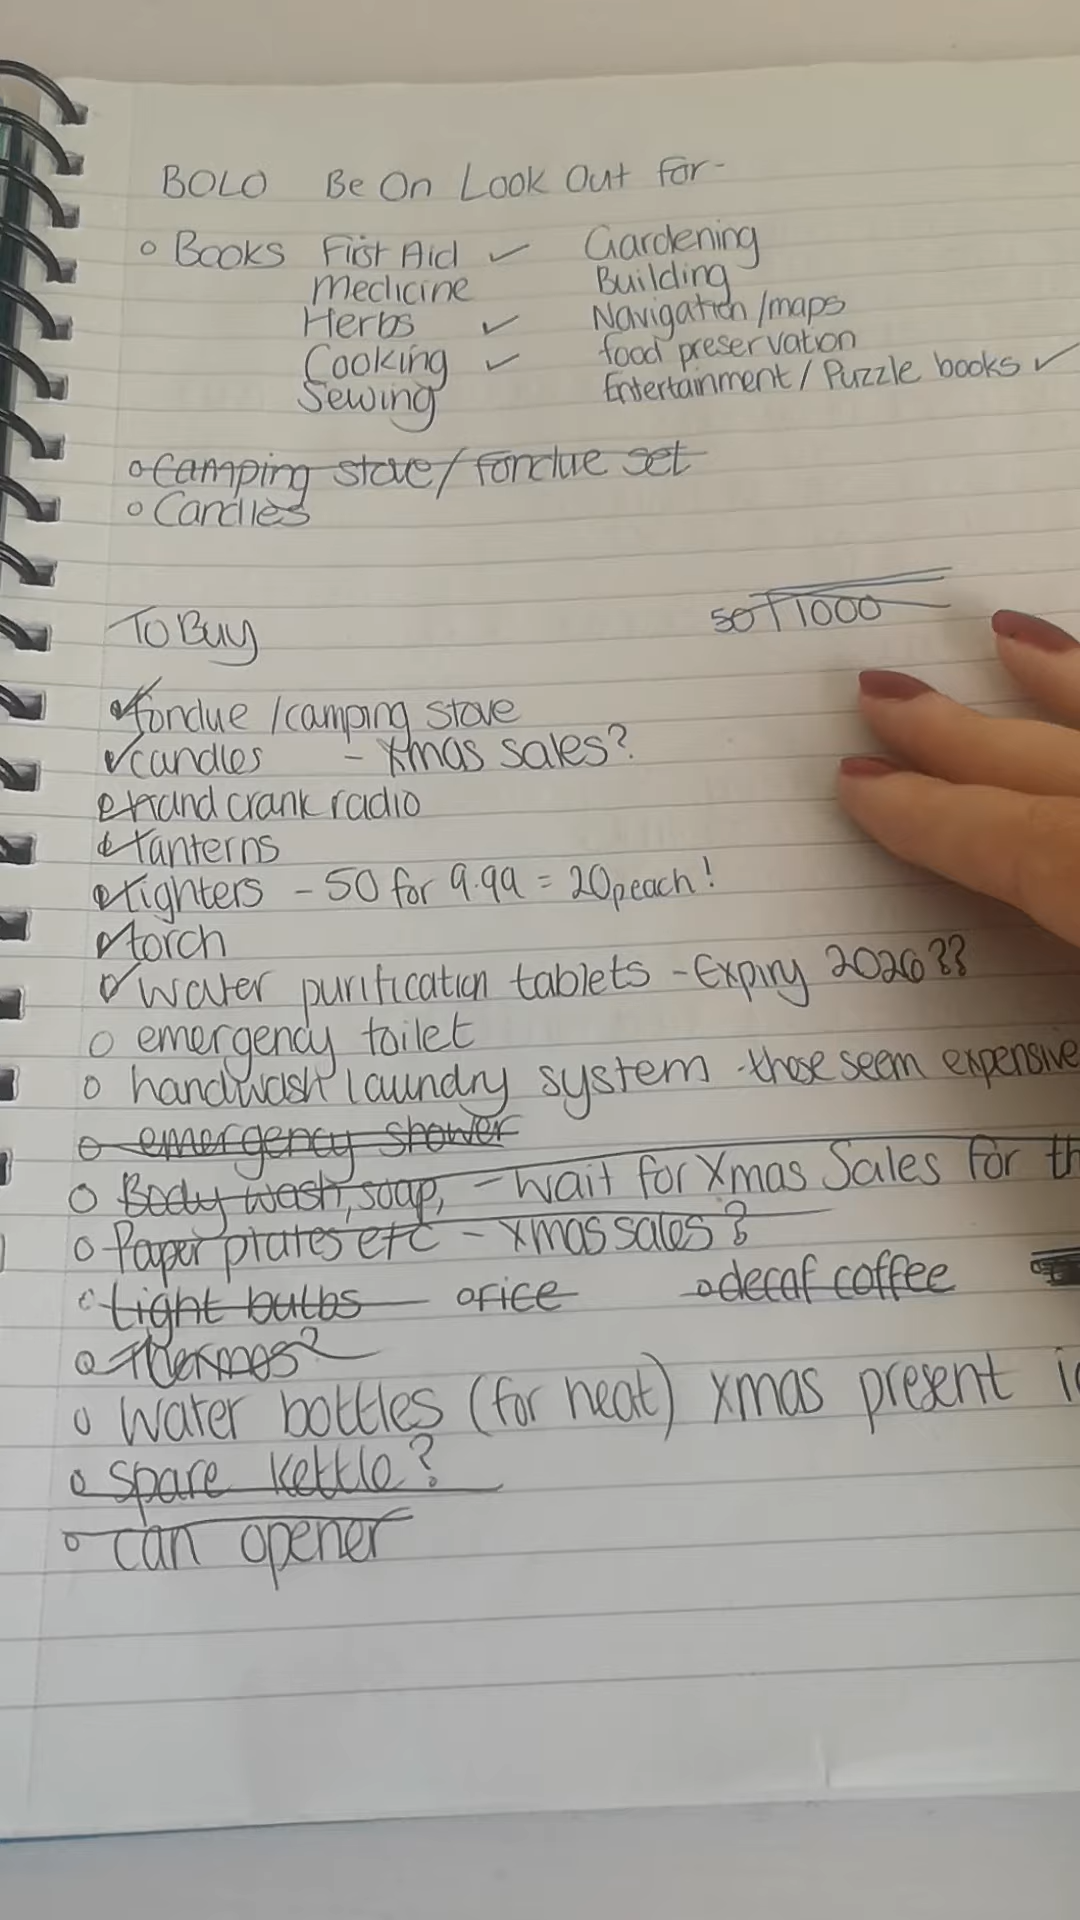 BOLO Be On Look Out for-
o Books First Aid ✓ Gardening
Medicine Building
Herbs ✓ Navigation/maps
Cooking ✓ food preservation
Sewing Entertainment/Puzzle books ✓
o Camping stove/fondue set
o Candles
To Buy 50 1000
✓ fondue/camping stove
✓ candles - xmas sales?
hand crank radio
lanterns
lighters - 50 for 9.99 = 20p each!
✓ torch
✓ water purification tablets - Expiry 2026??
o emergency toilet
o handwash laundry system - those seem expensive
o emergency shower
o Body wash, soap, - wait for Xmas Sales for
o Paper plates etc - xmas sales?
o light bulbs o rice o decaf coffee
o Thermos?
o Water bottles (for heat) xmas present
o spare kettle?
o can opener